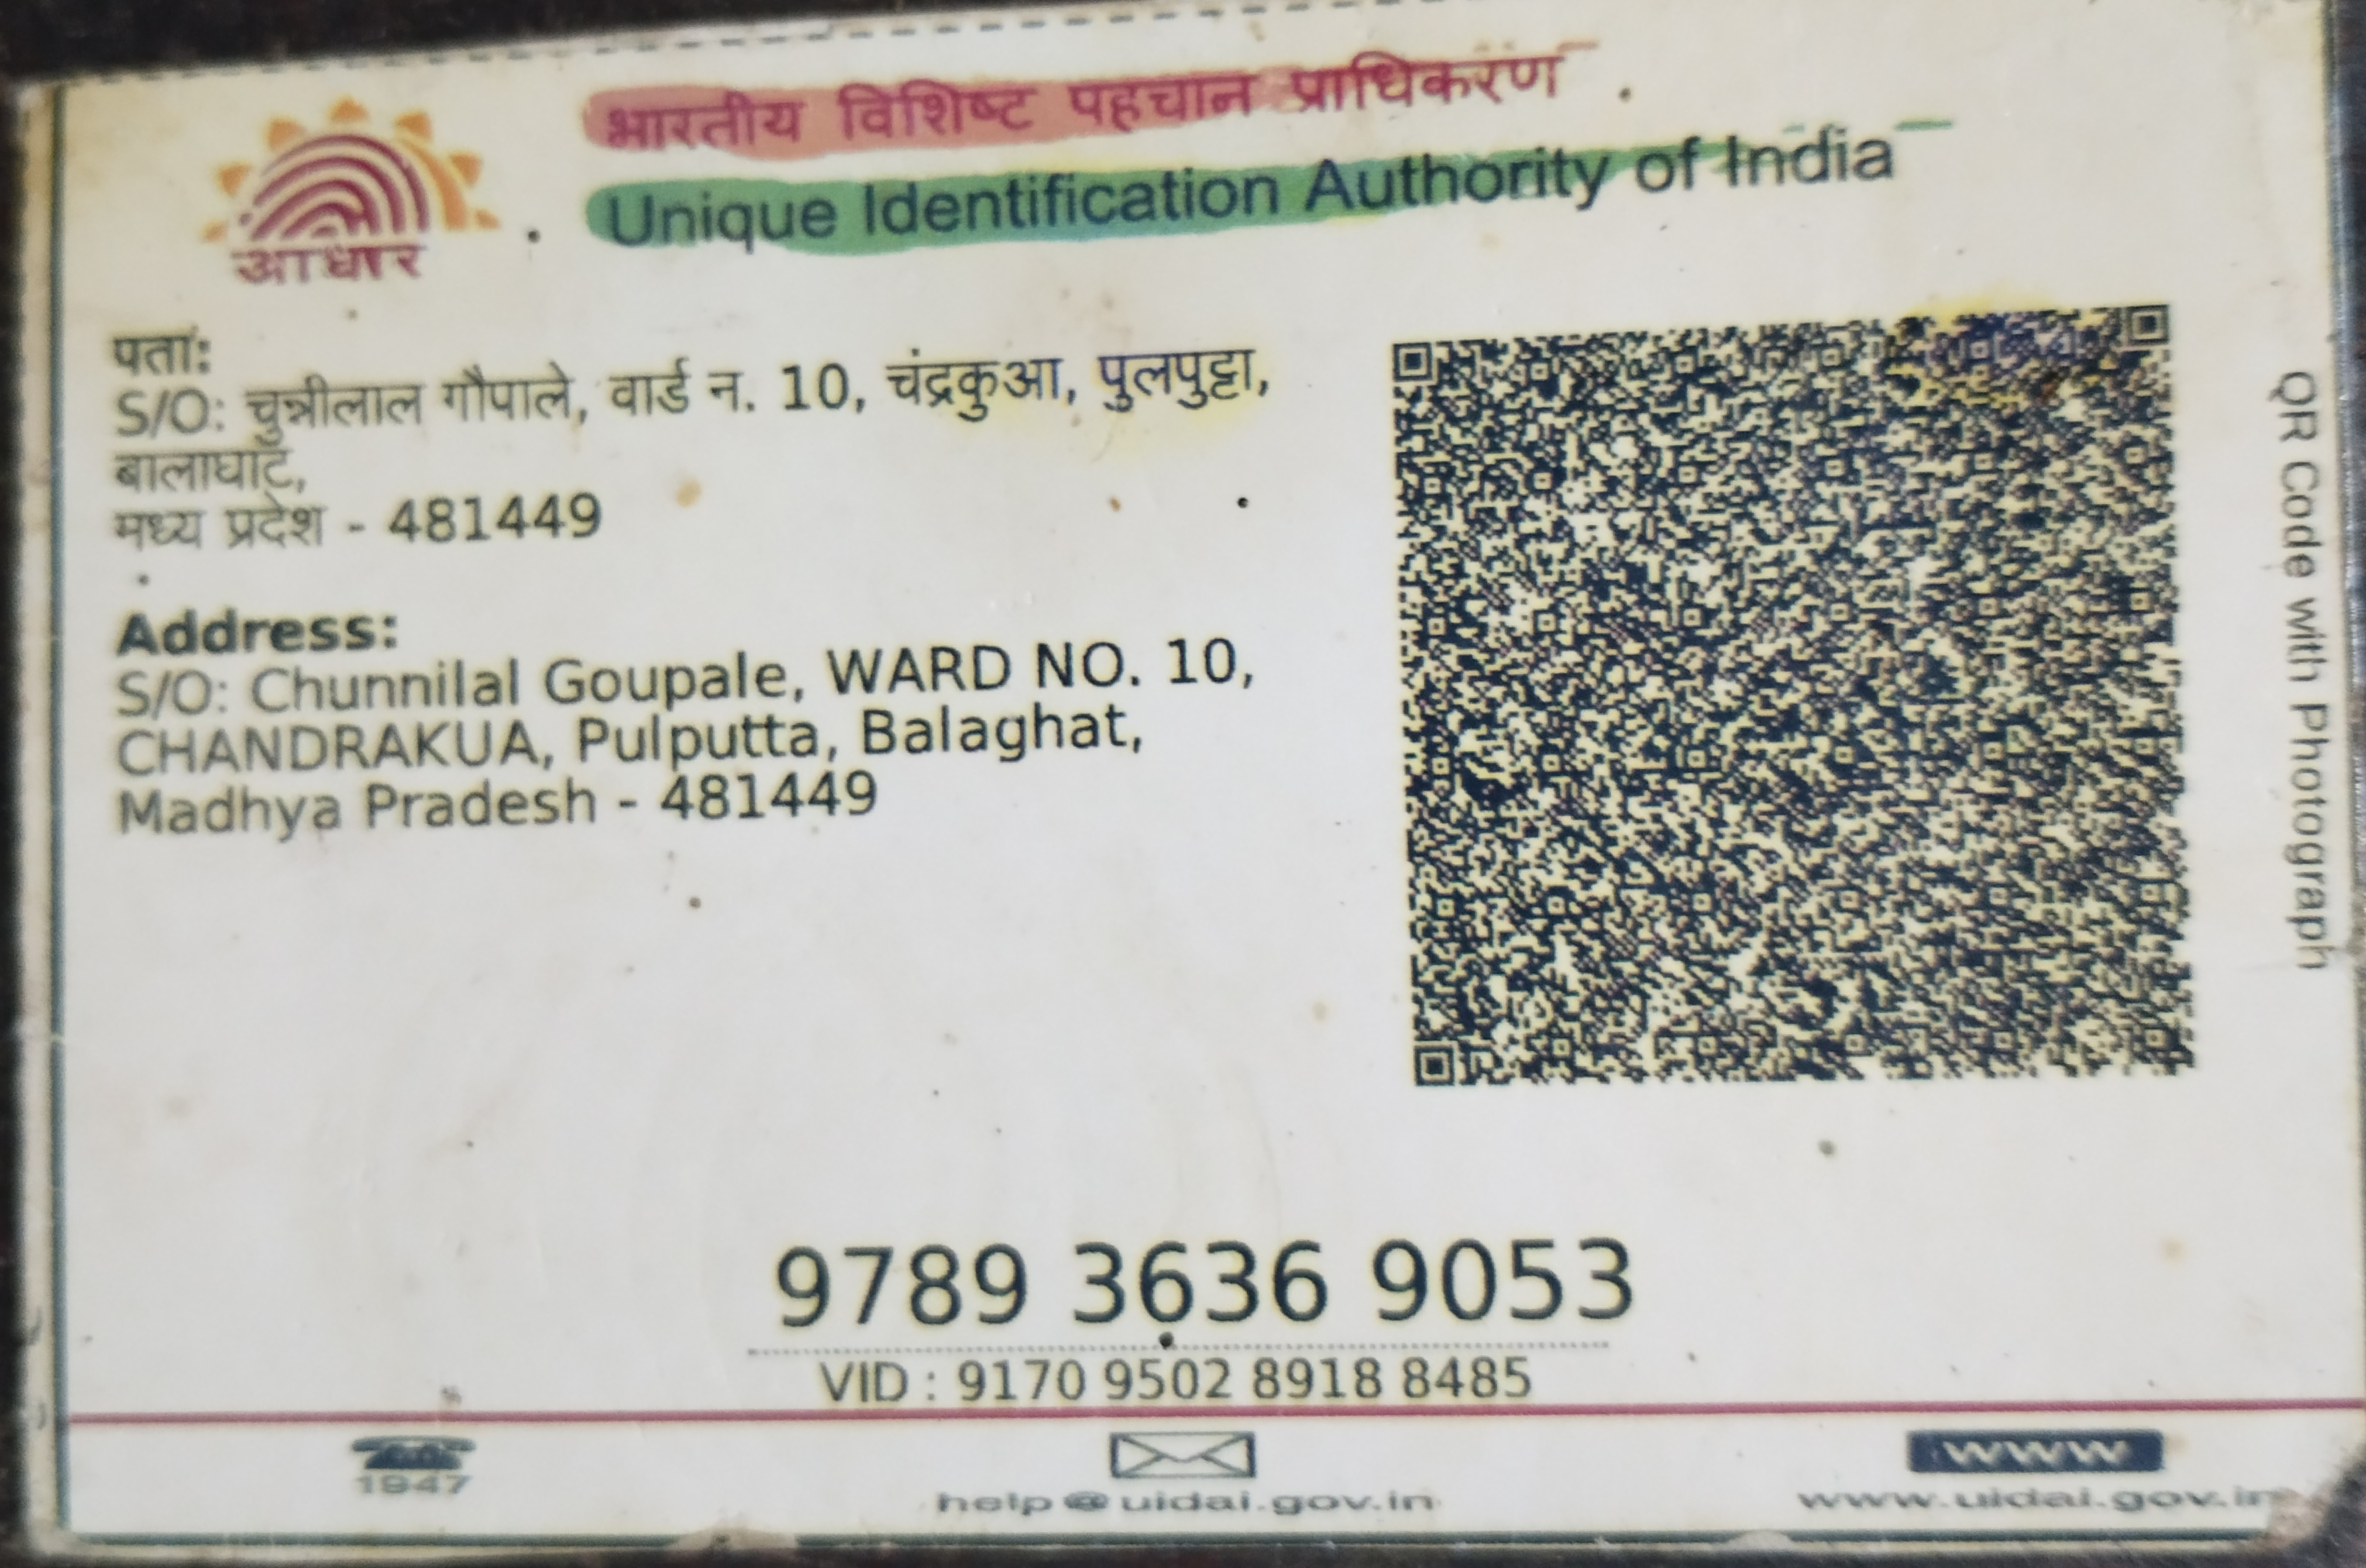 भारतीय विशिष्ट पहचान प्राधिकरण
Unique Identification Authority of India
आधार
पता:
S/O: चुन्नीलाल गौपाले, वार्ड न. 10, चंद्रकुआ, पुलपुट्टा,
बालाघाट,
मध्य प्रदेश - 481449
Address:
S/O: Chunnilal Goupale, WARD NO. 10,
CHANDRAKUA, Pulputta, Balaghat,
Madhya Pradesh - 481449
QR Code with Photograph
9789 3636 9053
VID : 9170 9502 8918 8485
1947
help@uidai.gov.in
www
www.uidai.gov.in